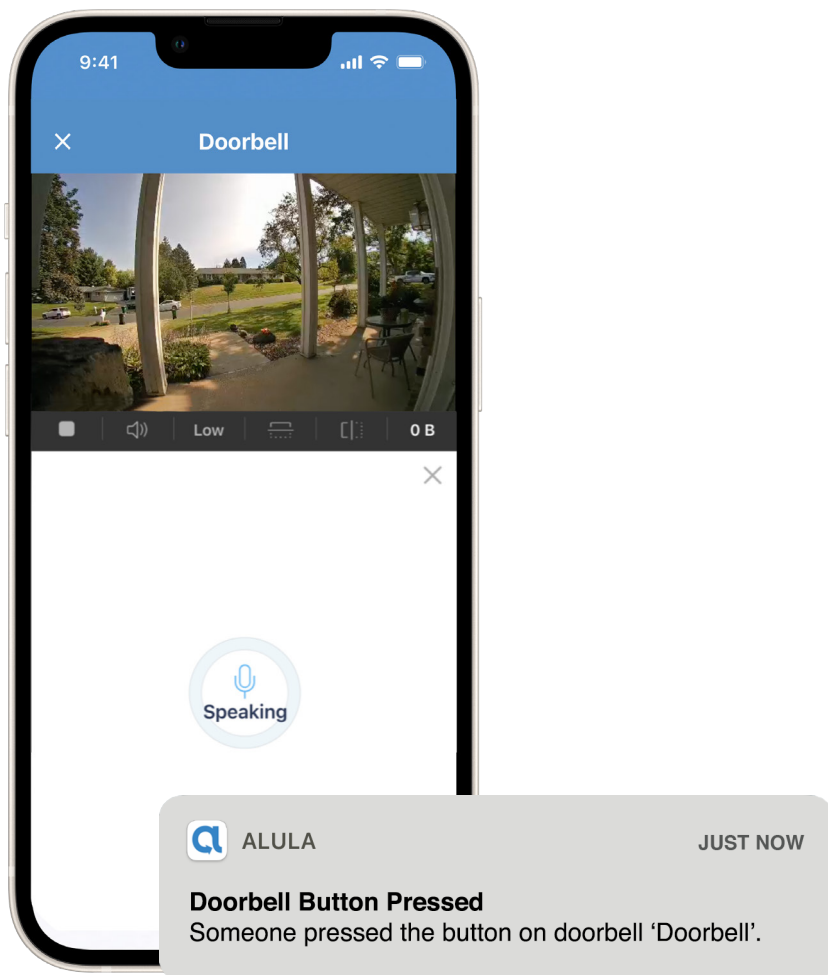 9:41
Doorbell
Low
0 B
Speaking
ALULA
JUST NOW
Doorbell Button Pressed
Someone pressed the button on doorbell ‘Doorbell’.